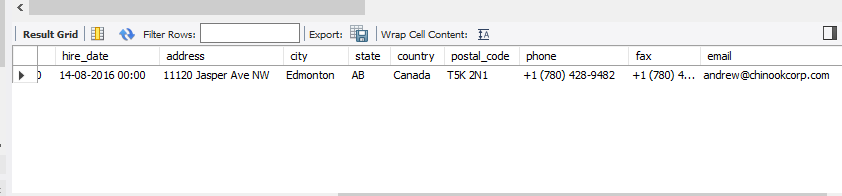 Result Grid Filter Rows: Export: Wrap Cell Content: IA
hire_date address city state country postal_code phone fax email
14-08-2016 00:00 11120 Jasper Ave NW Edmonton AB Canada T5K 2N1 +1 (780) 428-9482 +1 (780) 4... andrew@chinookcorp.com